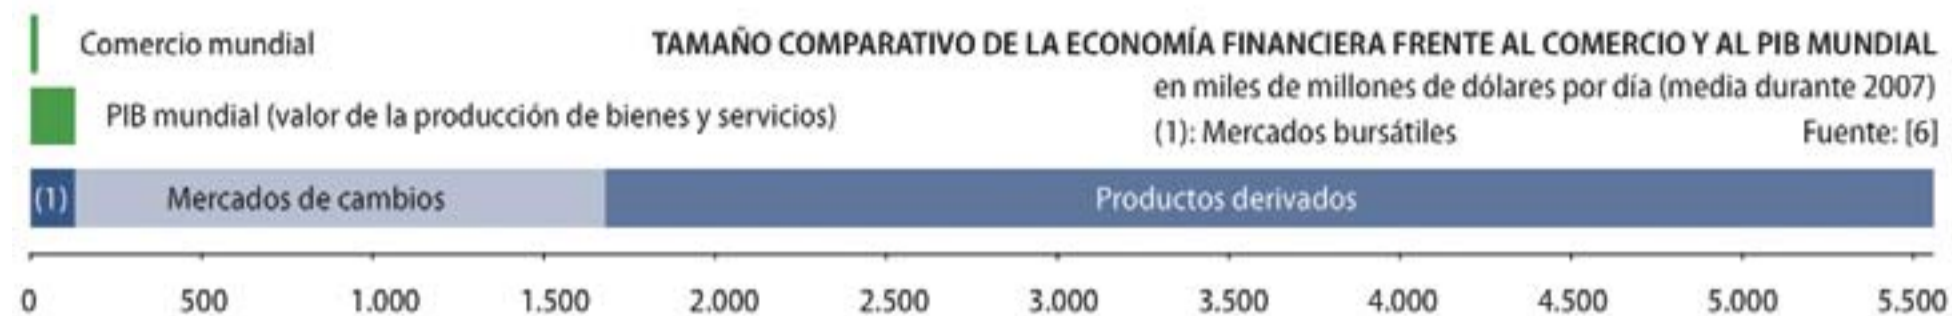 TAMAÑO COMPARATIVO DE LA ECONOMÍA FINANCIERA FRENTE AL COMERCIO Y AL PIB MUNDIAL
en miles de millones de dólares por día (media durante 2007)
(1): Mercados bursátiles Fuente: [6]
Comercio mundial
PIB mundial (valor de la producción de bienes y servicios)
(1) Mercados de cambios Productos derivados
0 500 1.000 1.500 2.000 2.500 3.000 3.500 4.000 4.500 5.000 5.500